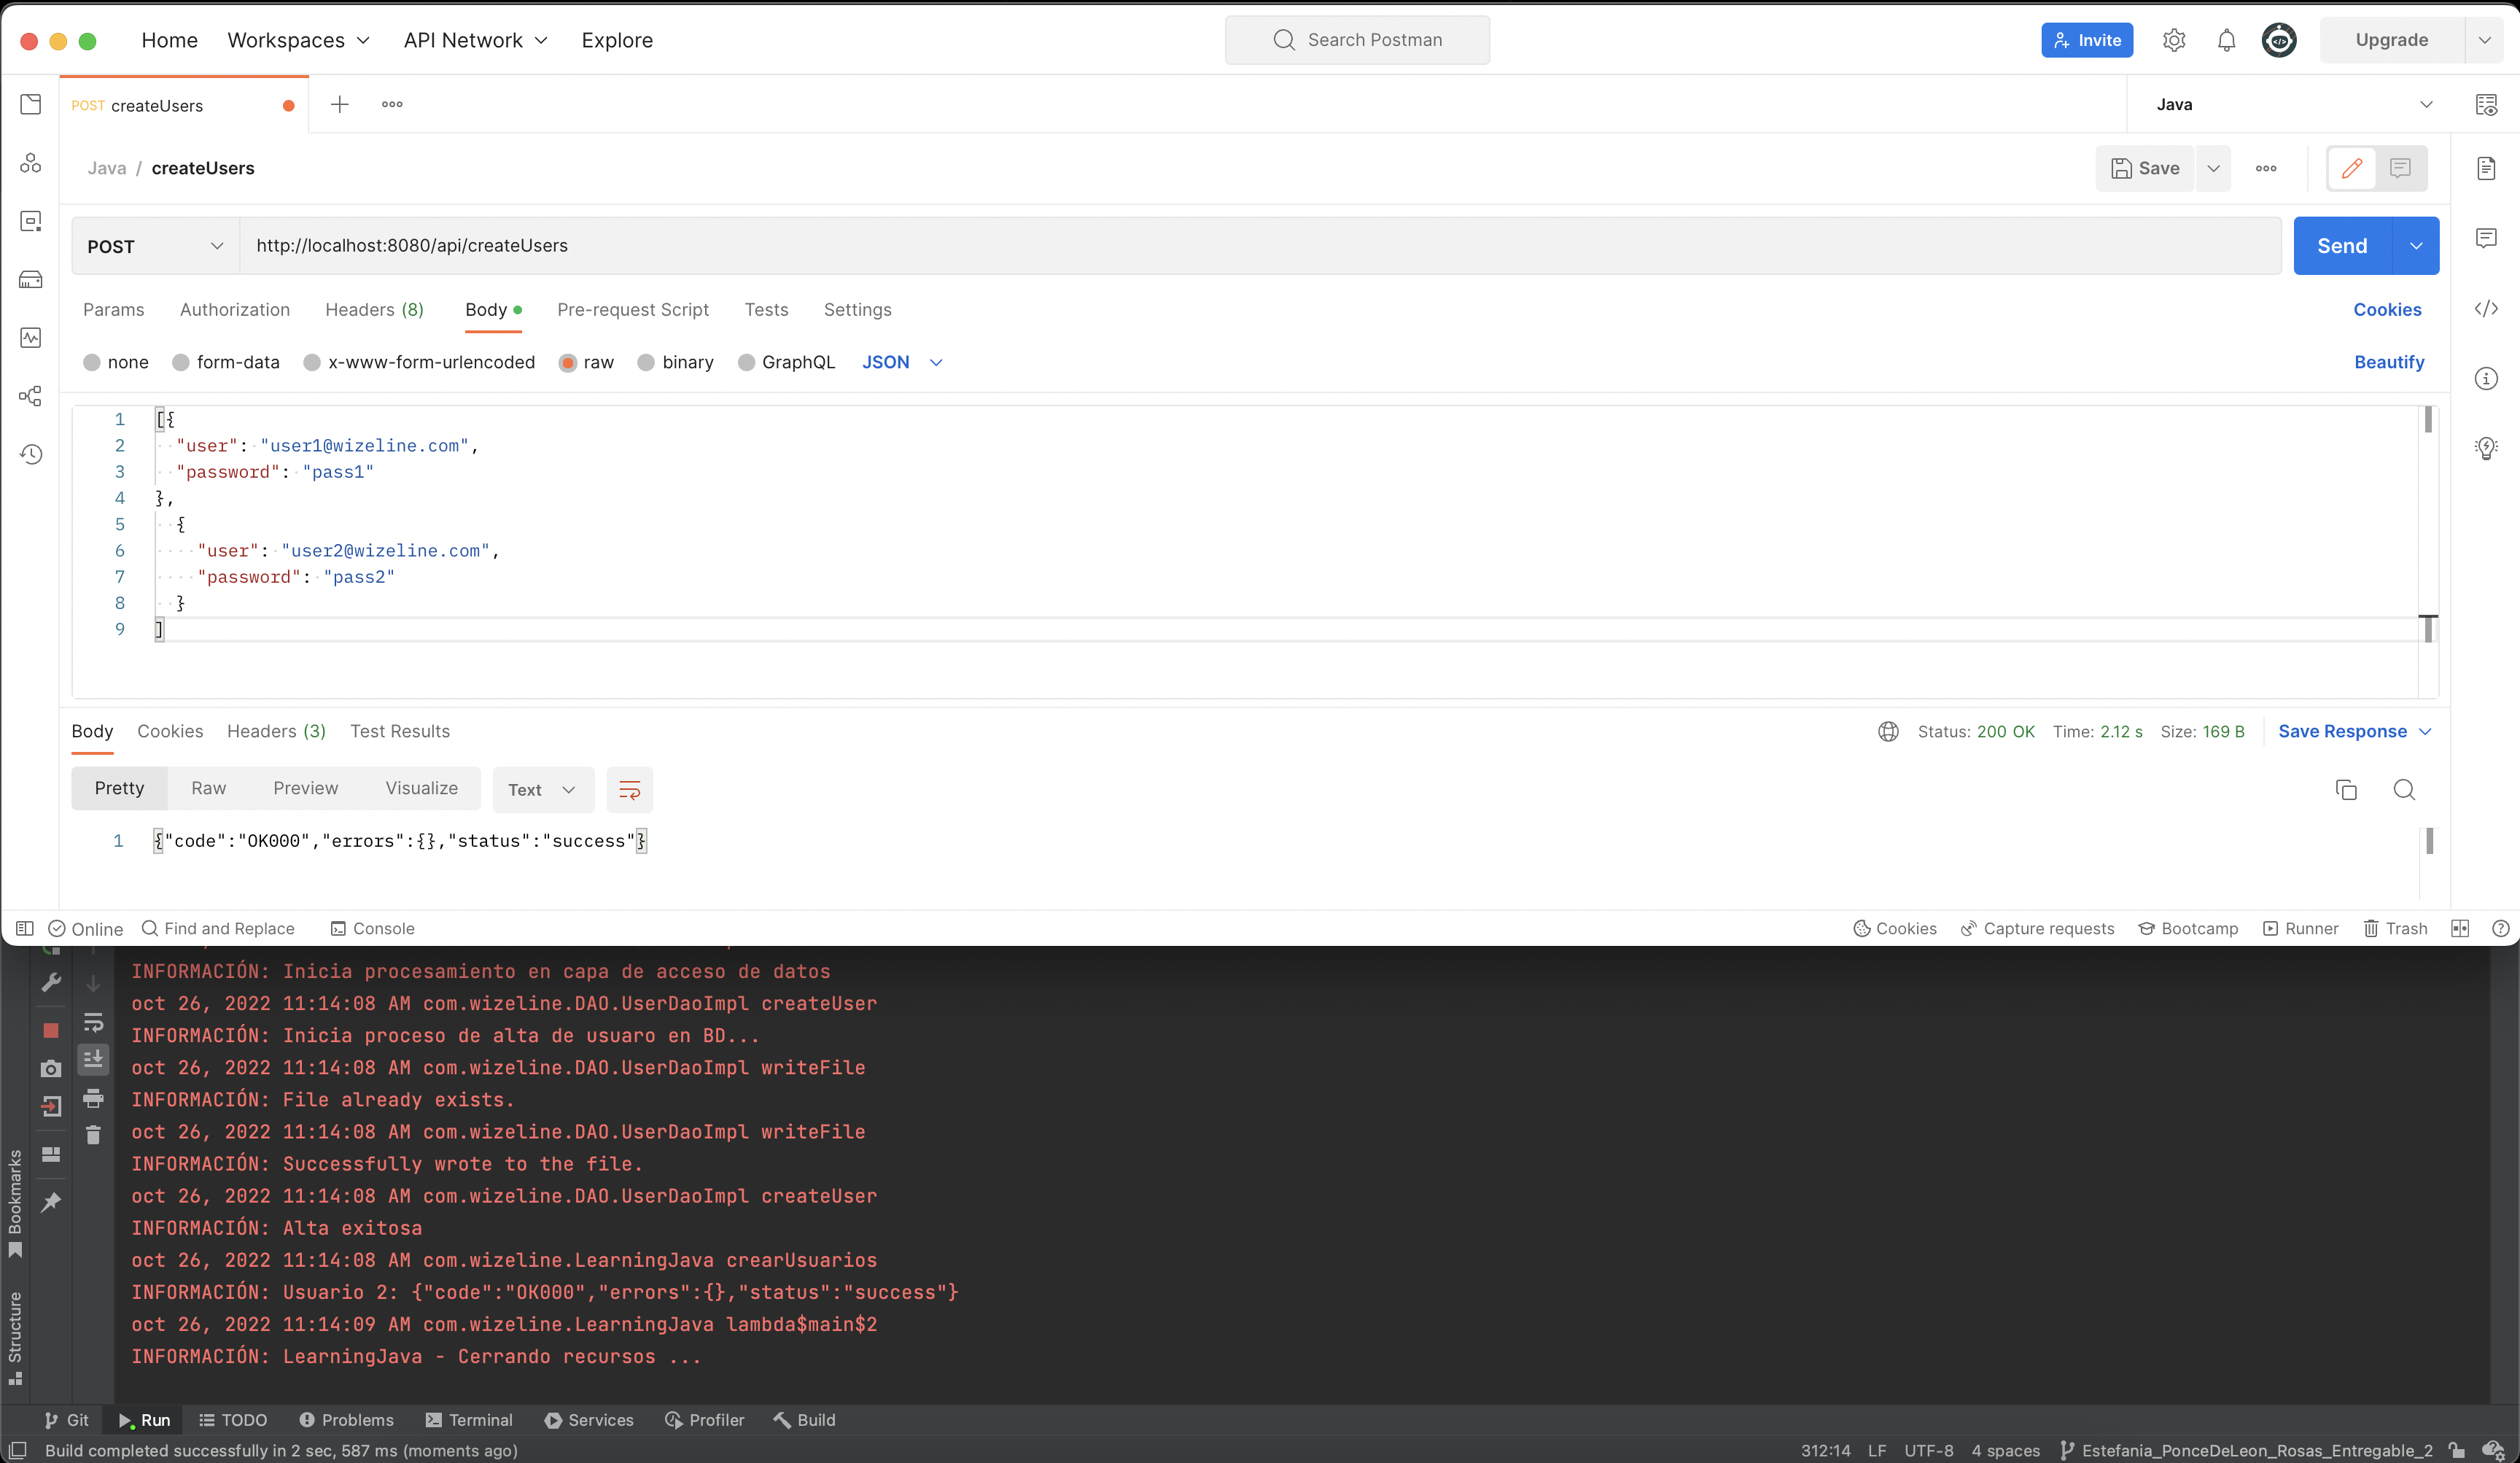 Home Workspaces API Network Explore Search Postman Invite Upgrade
POST createUsers Java
Java / createUsers Save
POST http://localhost:8080/api/createUsers Send
Params Authorization Headers (8) Body Pre-request Script Tests Settings Cookies
none form-data x-www-form-urlencoded raw binary GraphQL JSON Beautify
1 [{
2 "user": "user1@wizeline.com",
3 "password": "pass1"
4 },
5 {
6 "user": "user2@wizeline.com",
7 "password": "pass2"
8 }
9 ]
Body Cookies Headers (3) Test Results Status: 200 OK Time: 2.12 s Size: 169 B Save Response
Pretty Raw Preview Visualize Text
1 {"code":"OK000","errors":{},"status":"success"}
Online Find and Replace Console Cookies Capture requests Bootcamp Runner Trash
INFORMACIÓN: Inicia procesamiento en capa de acceso de datos
oct 26, 2022 11:14:08 AM com.wizeline.DAO.UserDaoImpl createUser
INFORMACIÓN: Inicia proceso de alta de usuaro en BD...
oct 26, 2022 11:14:08 AM com.wizeline.DAO.UserDaoImpl writeFile
INFORMACIÓN: File already exists.
oct 26, 2022 11:14:08 AM com.wizeline.DAO.UserDaoImpl writeFile
INFORMACIÓN: Successfully wrote to the file.
oct 26, 2022 11:14:08 AM com.wizeline.DAO.UserDaoImpl createUser
INFORMACIÓN: Alta exitosa
oct 26, 2022 11:14:08 AM com.wizeline.LearningJava crearUsuarios
INFORMACIÓN: Usuario 2: {"code":"OK000","errors":{},"status":"success"}
oct 26, 2022 11:14:09 AM com.wizeline.LearningJava lambda$main$2
INFORMACIÓN: LearningJava - Cerrando recursos ...
Bookmarks
Structure
Git Run TODO Problems Terminal Services Profiler Build
Build completed successfully in 2 sec, 587 ms (moments ago) 312:14 LF UTF-8 4 spaces Estefania_PonceDeLeon_Rosas_Entregable_2